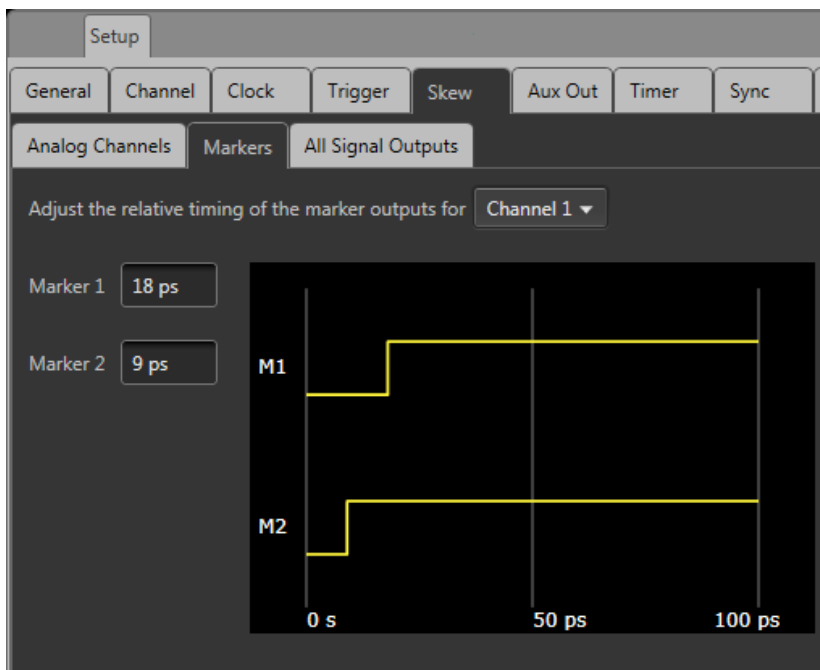 Setup
General Channel Clock Trigger Skew Aux Out Timer Sync
Analog Channels Markers All Signal Outputs
Adjust the relative timing of the marker outputs for Channel 1
Marker 1 18 ps
Marker 2 9 ps
M1
M2
0 s 50 ps 100 ps